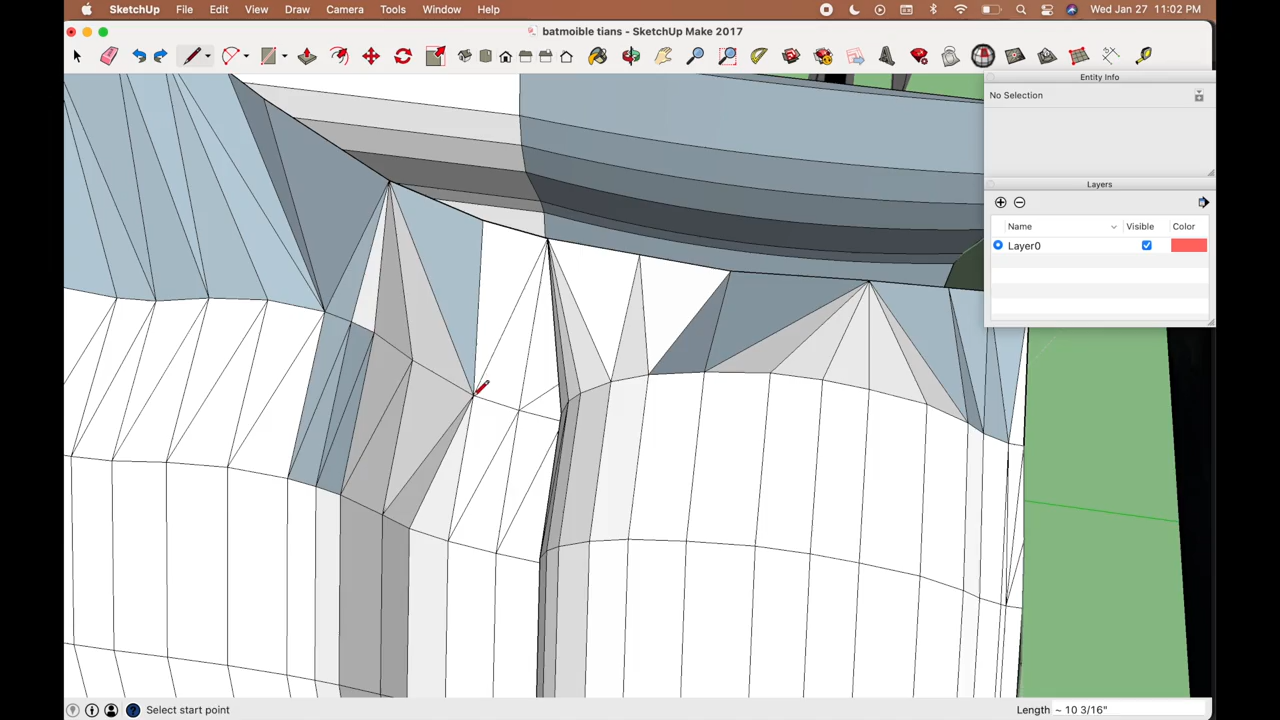 SketchUp File Edit View Draw Camera Tools Window Help Wed Jan 27 11:02 PM
batmoible tians - SketchUp Make 2017
Entity Info
No Selection
Layers
Name Visible Color
Layer0
Select start point Length ~ 10 3/16"